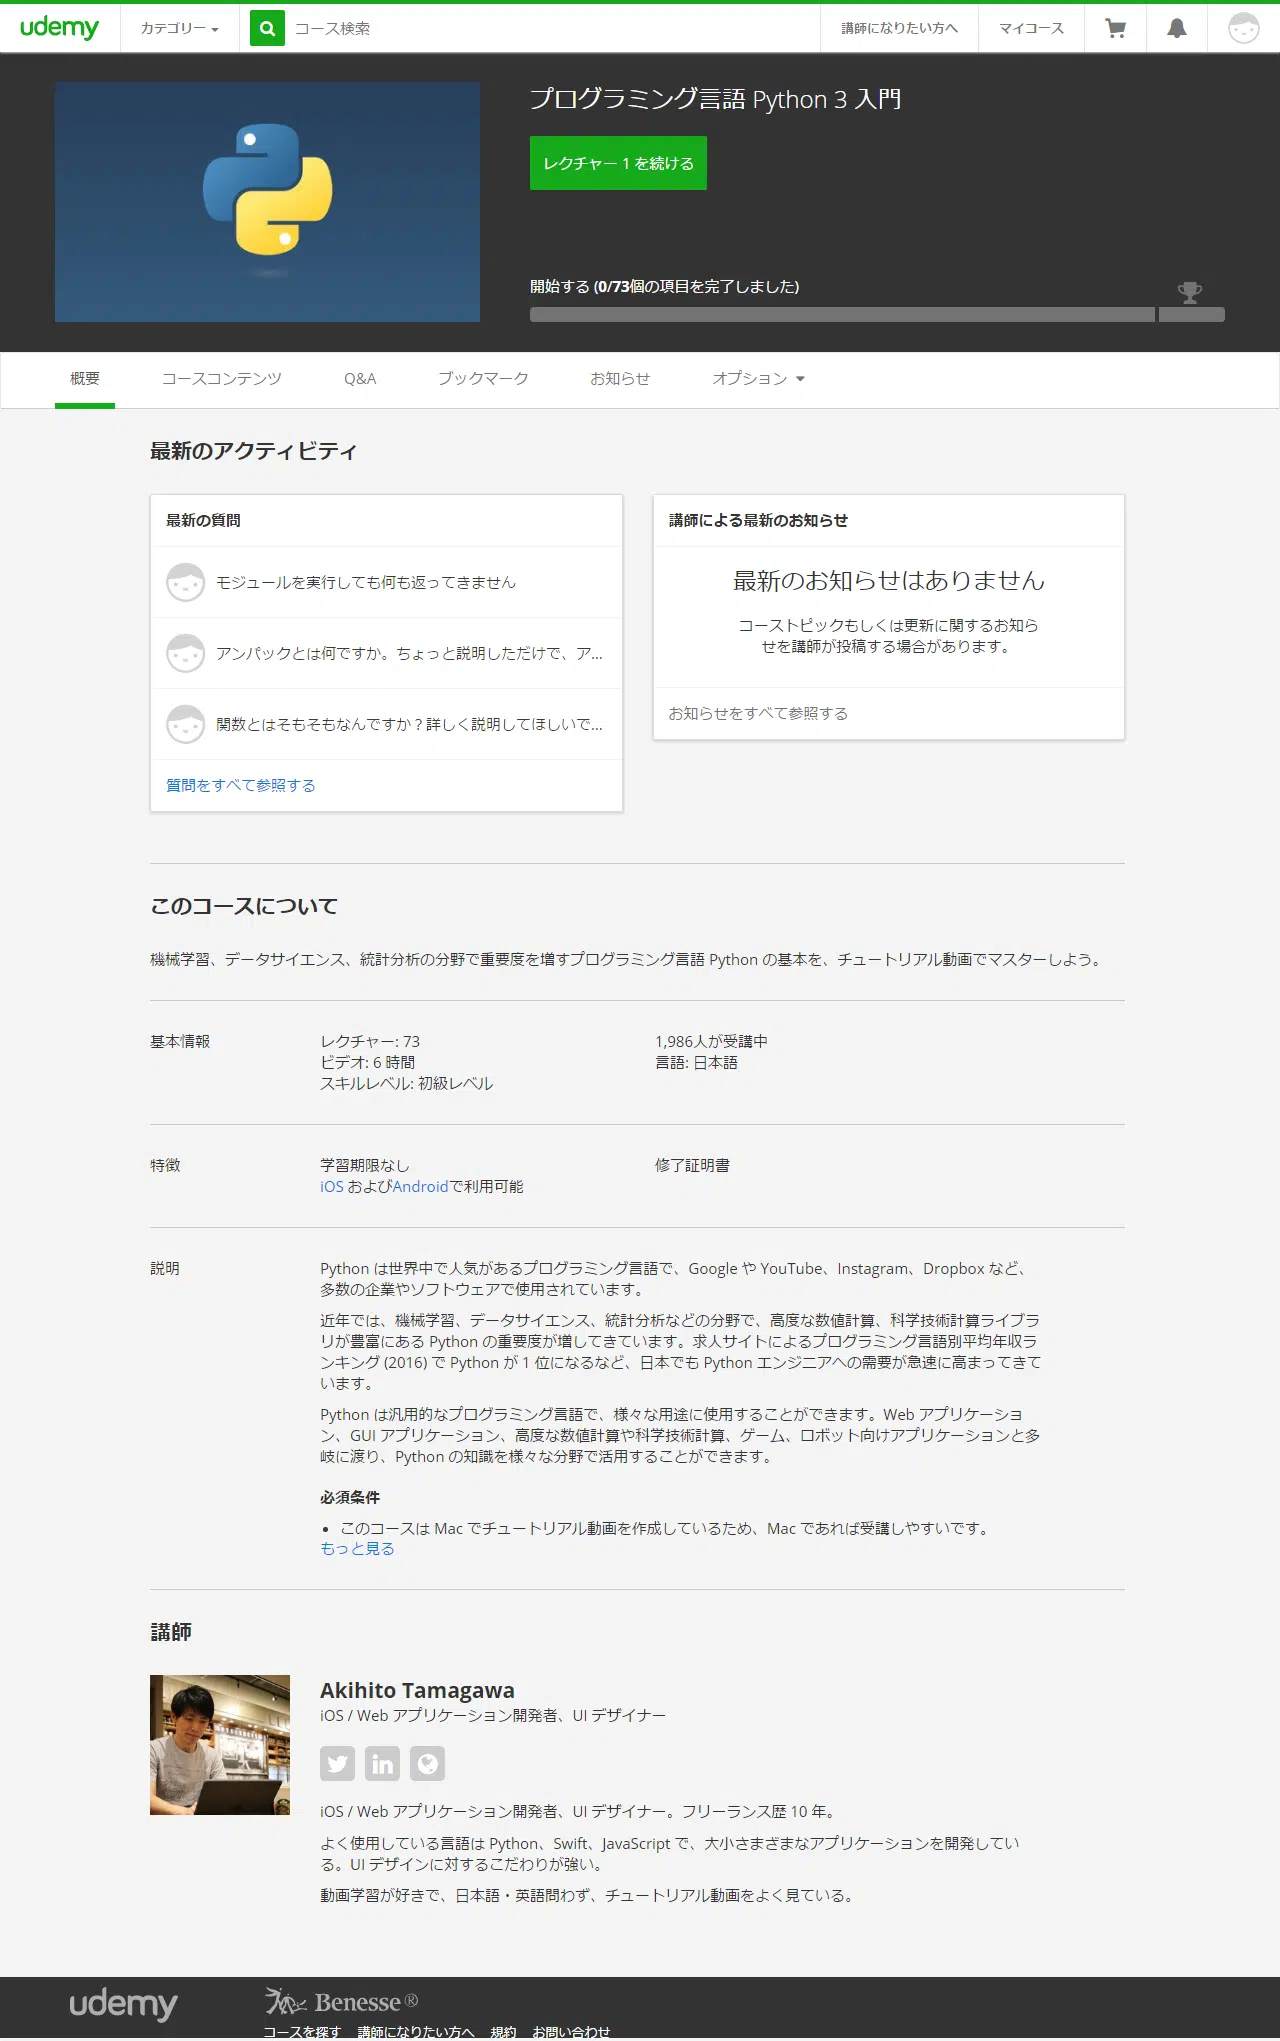 udemy
カテゴリー
コース検索
講師になりたい方へ
マイコース
プログラミング言語 Python 3 入門
レクチャー 1 を続ける
開始する (0/73個の項目を完了しました)
概要
コースコンテンツ
Q&A
ブックマーク
お知らせ
オプション
最新のアクティビティ
最新の質問
モジュールを実行しても何も返ってきません
アンパックとは何ですか。ちょっと説明しただけで、ア...
関数とはそもそもなんですか？詳しく説明してほしいで...
質問をすべて参照する
講師による最新のお知らせ
最新のお知らせはありません
コーストピックもしくは更新に関するお知ら
せを講師が投稿する場合があります。
お知らせをすべて参照する
このコースについて
機械学習、データサイエンス、統計分析の分野で重要度を増すプログラミング言語 Python の基本を、チュートリアル動画でマスターしよう。
基本情報
レクチャー: 73
ビデオ: 6 時間
スキルレベル: 初級レベル
1,986人が受講中
言語: 日本語
特徴
学習期限なし
iOS およびAndroidで利用可能
修了証明書
説明
Python は世界中で人気があるプログラミング言語で、Google や YouTube、Instagram、Dropbox など、
多数の企業やソフトウェアで使用されています。
近年では、機械学習、データサイエンス、統計分析などの分野で、高度な数値計算、科学技術計算ライブラ
リが豊富にある Python の重要度が増してきています。求人サイトによるプログラミング言語別平均年収ラ
ンキング (2016) で Python が 1 位になるなど、日本でも Python エンジニアへの需要が急速に高まってきて
います。
Python は汎用的なプログラミング言語で、様々な用途に使用することができます。Web アプリケーショ
ン、GUI アプリケーション、高度な数値計算や科学技術計算、ゲーム、ロボット向けアプリケーションと多
岐に渡り、Python の知識を様々な分野で活用することができます。
必須条件
• このコースは Mac でチュートリアル動画を作成しているため、Mac であれば受講しやすいです。
もっと見る
講師
Akihito Tamagawa
iOS / Web アプリケーション開発者、UI デザイナー
in
iOS / Web アプリケーション開発者、UI デザイナー。フリーランス歴 10 年。
よく使用している言語は Python、Swift、JavaScript で、大小さまざまなアプリケーションを開発してい
る。UI デザインに対するこだわりが強い。
動画学習が好きで、日本語・英語問わず、チュートリアル動画をよく見ている。
udemy
Benesse®
コースを探す
講師になりたい方へ
規約
お問い合わせ